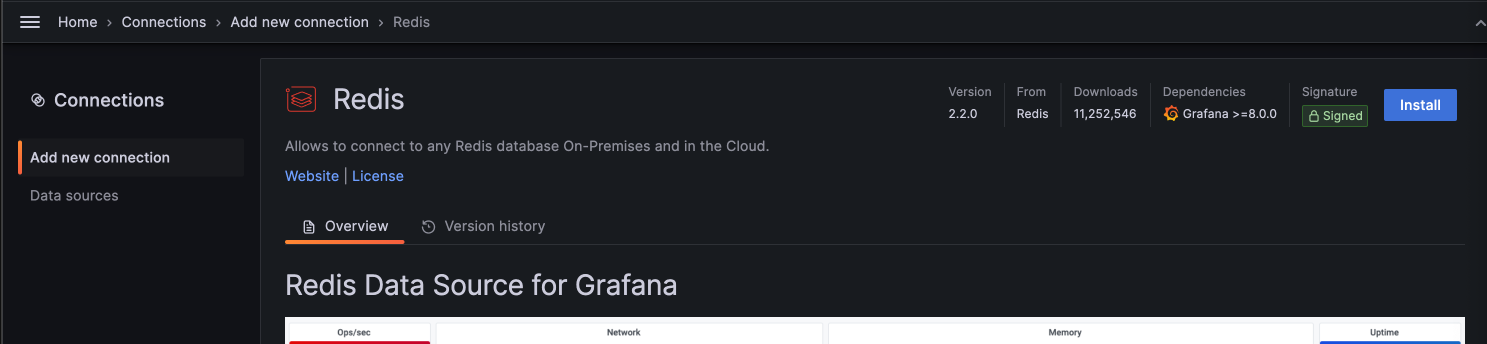 Home › Connections › Add new connection › Redis
Connections
Add new connection
Data sources
Redis
Version
2.2.0
From
Redis
Downloads
11,252,546
Dependencies
Grafana >=8.0.0
Signature
Signed
Install
Allows to connect to any Redis database On-Premises and in the Cloud.
Website | License
Overview
Version history
Redis Data Source for Grafana
Ops/sec
Network
Memory
Uptime